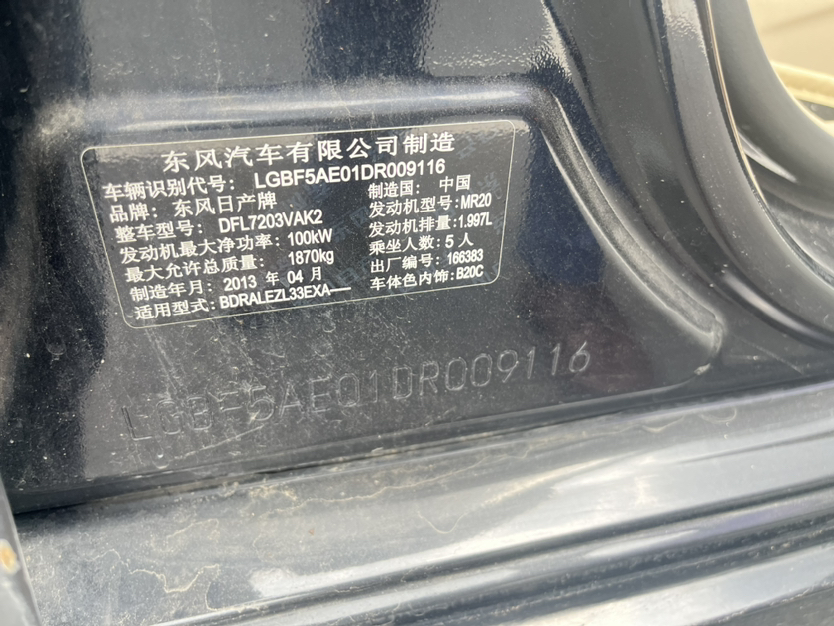 东风汽车有限公司制造
车辆识别代号: LGBF5AE01DR009116
品牌: 东风日产牌 制造国: 中国
整车型号: DFL7203VAK2 发动机型号: MR20
发动机最大净功率: 100kW 发动机排量: 1.997L
最大允许总质量: 1870kg 乘坐人数: 5人
制造年月: 2013 年 04 月 出厂编号: 166383
适用型式: BDRALEZL33EXA—— 车体色内饰: B20C
LGBF5AE01DR009116